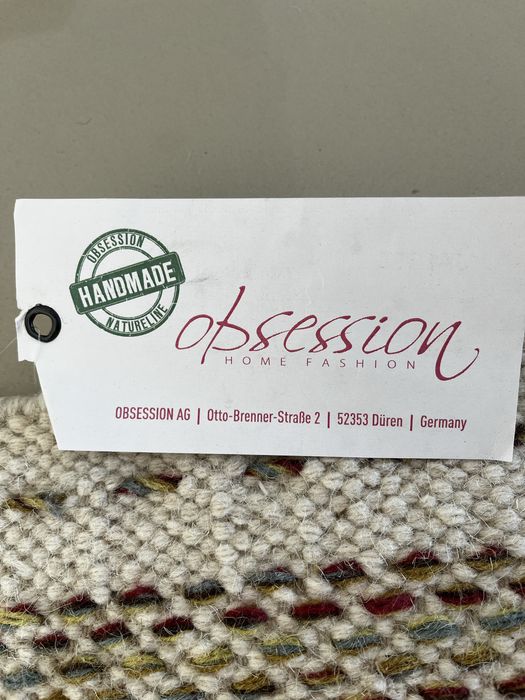 OBSESSION
HANDMADE
NATURELINE
obsession
HOME FASHION
OBSESSION AG | Otto-Brenner-Straße 2 | 52353 Düren | Germany